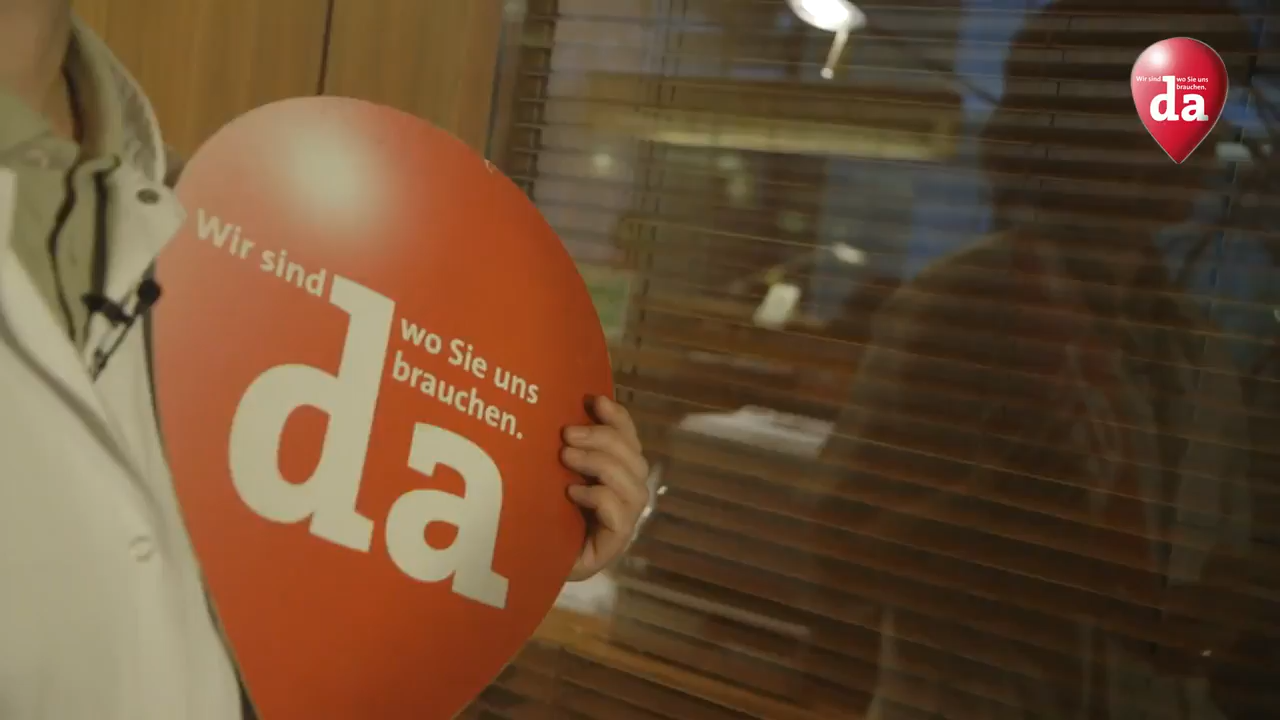 Wir sind
wo Sie uns
brauchen.
da
Wir sind
wo Sie uns
brauchen.
da